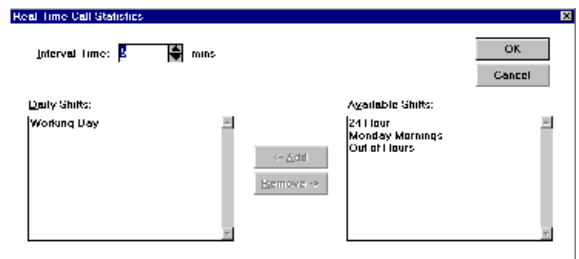 Real Time Call Statistics
Interval Time: mins
OK
Cancel
Daily Shifts:
Working Day
<- Add
Remove ->
Available Shifts:
24 Hour
Monday Mornings
Out of Hours